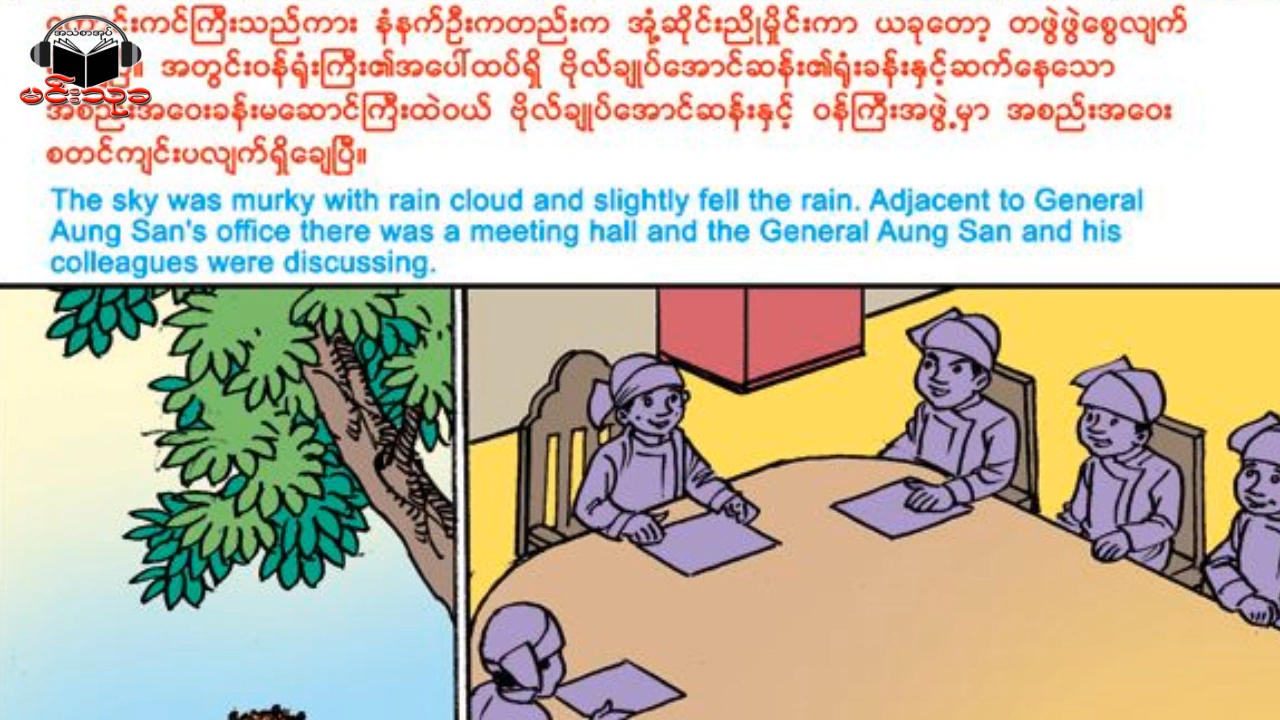 အသံစာအုပ်
မင်းသုခ
ကင်ကြီးသည်ကား နံနက်ဦးကတည်းက အုံ့ဆိုင်းညို့မှိုင်းကာ ယခုတော့ တဖွဲဖွဲစွေလျက်
အတွင်းဝန်ရုံးကြီး၏အပေါ်ထပ်ရှိ ဗိုလ်ချုပ်အောင်ဆန်း၏ရုံးခန်းနှင့်ဆက်နေသော
အစည်းအဝေးခန်းမဆောင်ကြီးထဲဝယ် ဗိုလ်ချုပ်အောင်ဆန်းနှင့် ဝန်ကြီးအဖွဲ့မှာ အစည်းအဝေး
စတင်ကျင်းပလျက်ရှိချေပြီ။
The sky was murky with rain cloud and slightly fell the rain. Adjacent to General
Aung San's office there was a meeting hall and the General Aung San and his
colleagues were discussing.